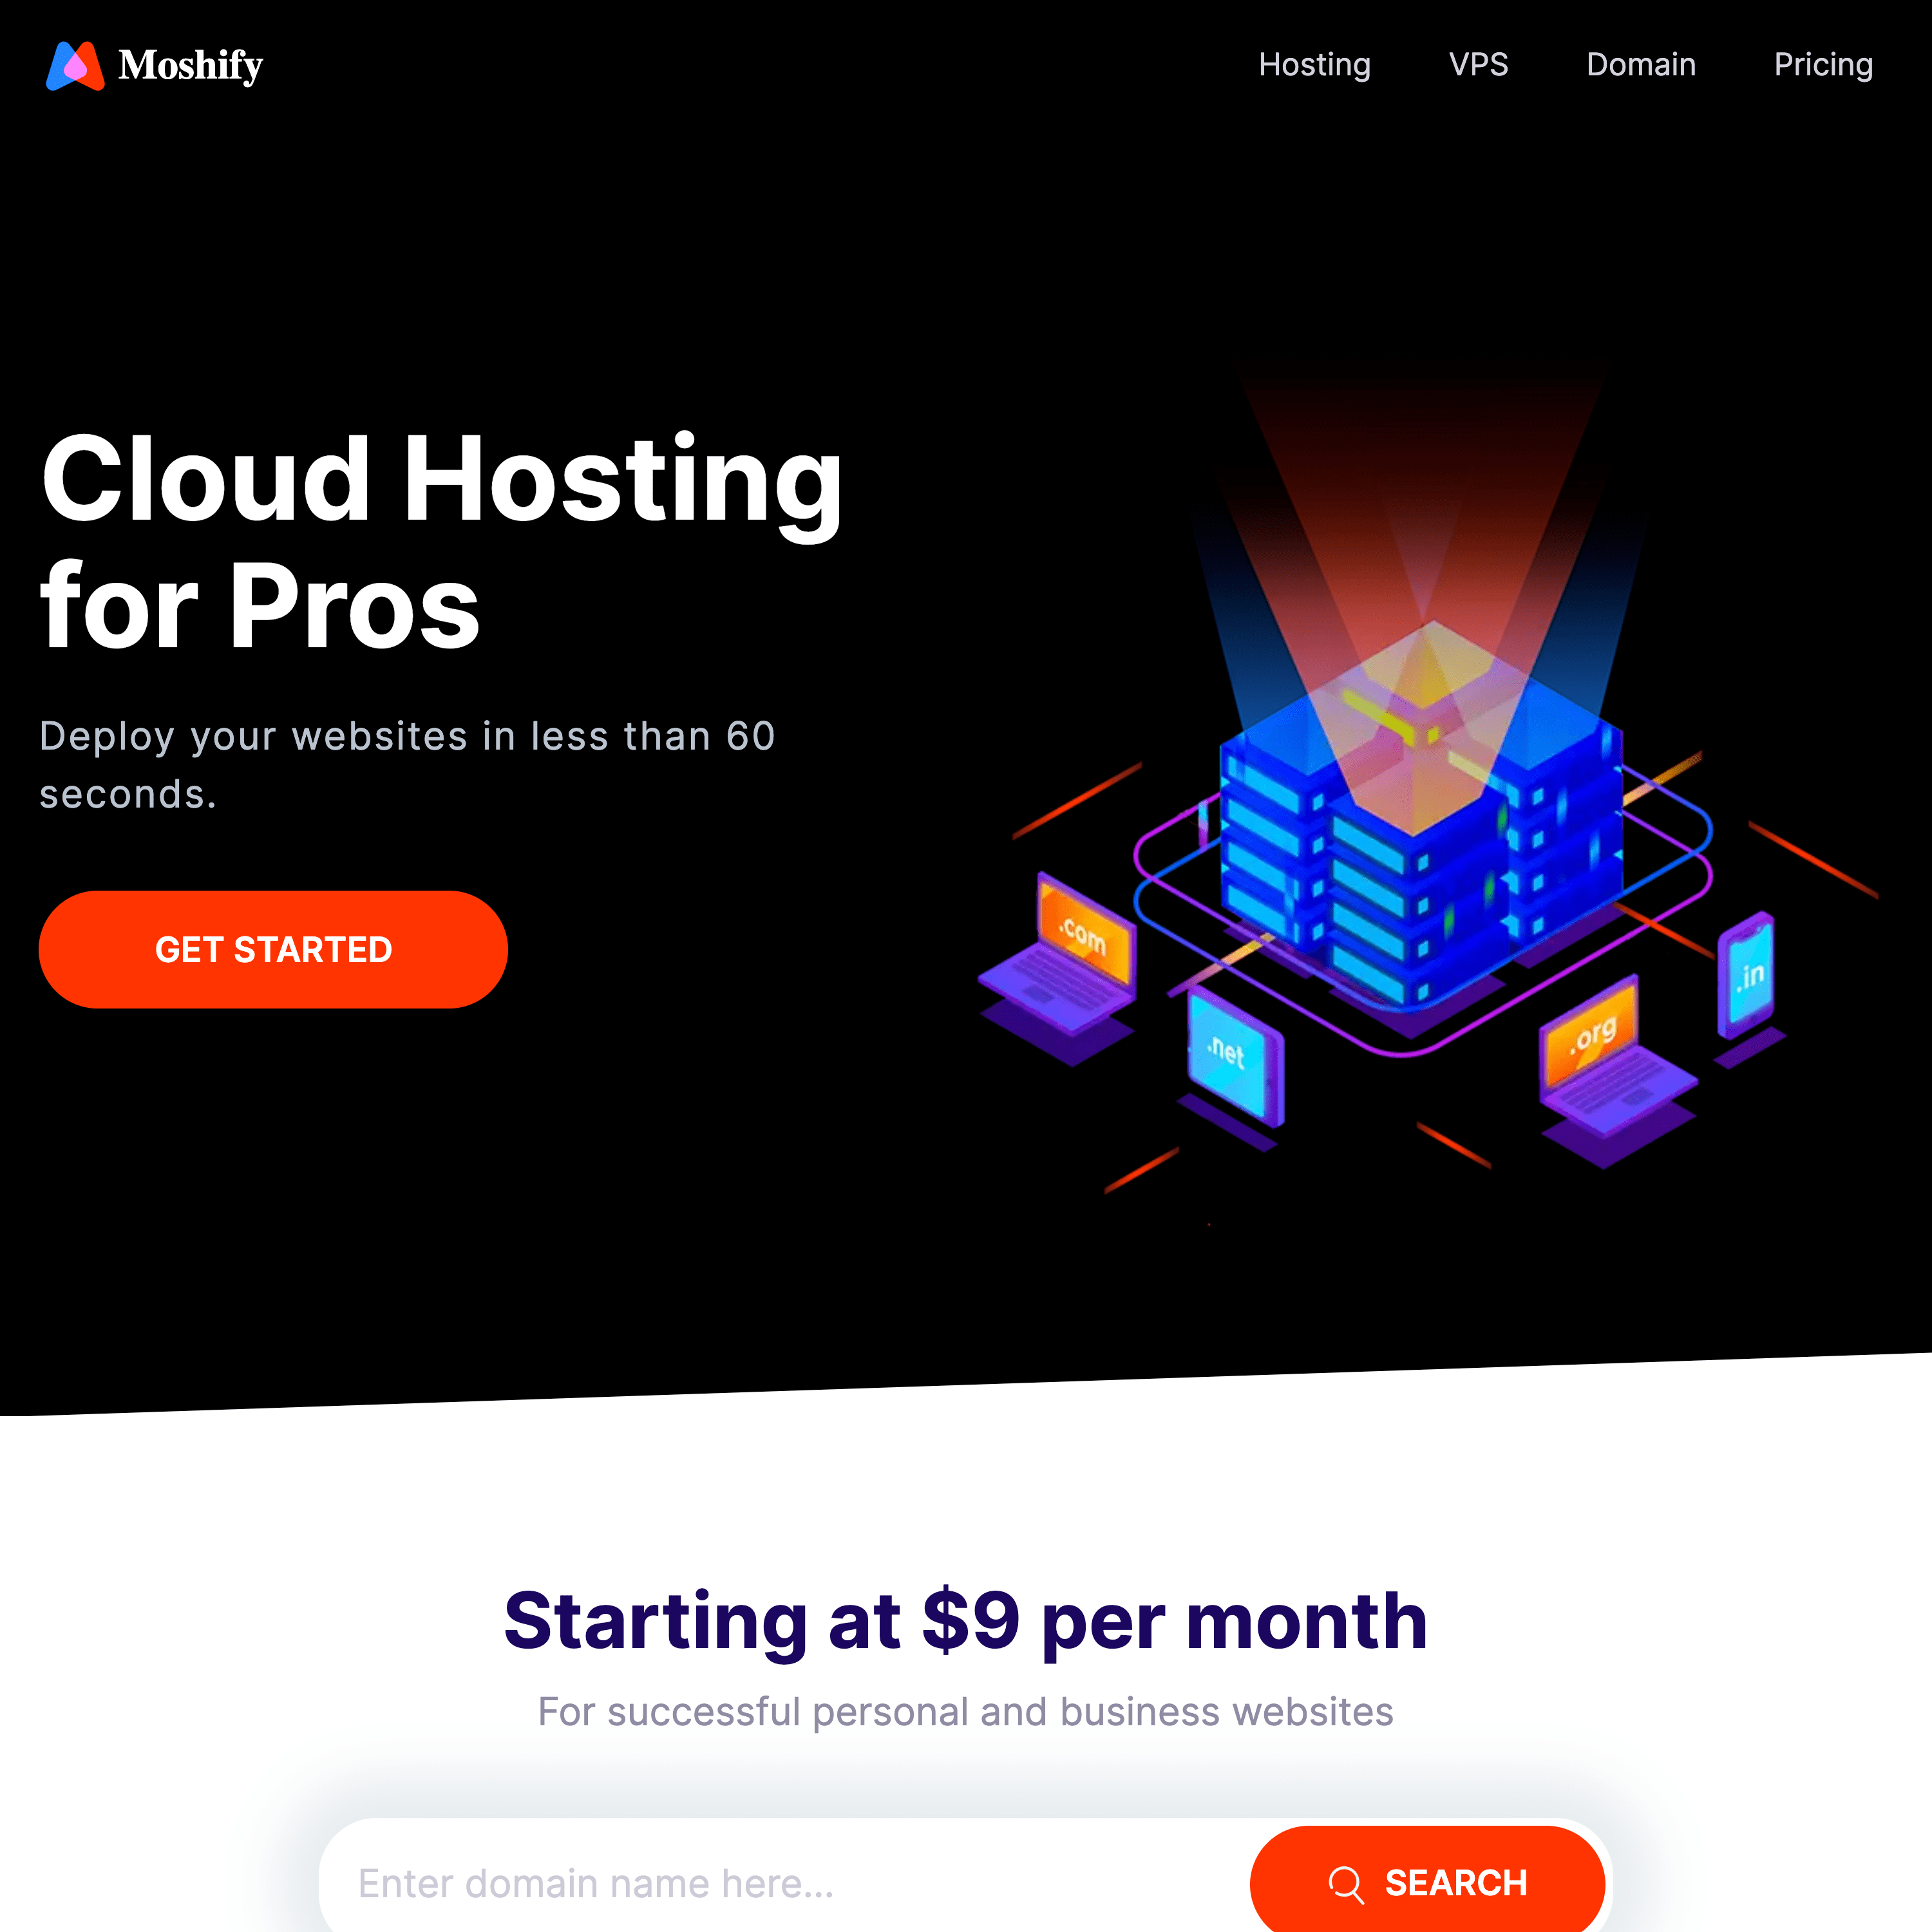 Moshify
Hosting VPS Domain Pricing
Cloud Hosting
for Pros
Deploy your websites in less than 60
seconds.
GET STARTED
.com
.net
.org
.in
Starting at $9 per month
For successful personal and business websites
Enter domain name here...
SEARCH